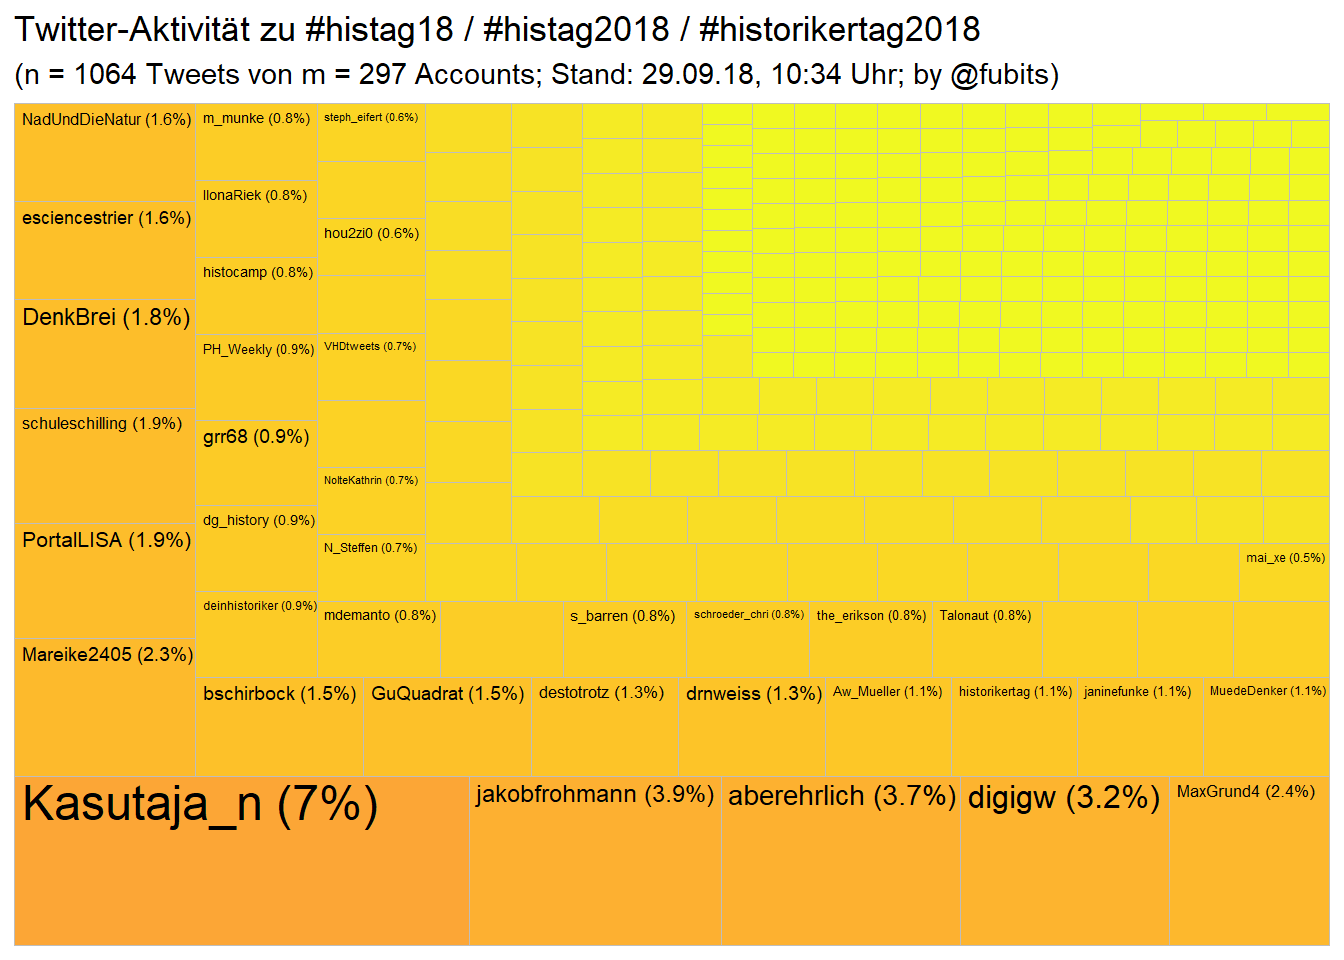 Twitter-Aktivität zu #histag18 / #histag2018 / #historikertag2018
(n = 1064 Tweets von m = 297 Accounts; Stand: 29.09.18, 10:34 Uhr; by @fubits)
NadUndDieNatur (1.6%)
esciencestrier (1.6%)
DenkBrei (1.8%)
schuleschilling (1.9%)
PortalLISA (1.9%)
Mareike2405 (2.3%)
m_munke (0.8%)
IlonaRiek (0.8%)
histocamp (0.8%)
PH_Weekly (0.9%)
grr68 (0.9%)
dg_history (0.9%)
deinhistoriker (0.9%)
steph_eifert (0.6%)
hou2zi0 (0.6%)
VHDtweets (0.7%)
NolteKathrin (0.7%)
N_Steffen (0.7%)
mai_xe (0.5%)
mdemanto (0.8%)
s_barren (0.8%)
schroeder_chri (0.8%)
the_erikson (0.8%)
Talonaut (0.8%)
bschirbock (1.5%)
GuQuadrat (1.5%)
destotrotz (1.3%)
drnweiss (1.3%)
Aw_Mueller (1.1%)
historikertag (1.1%)
janinefunke (1.1%)
MuedeDenker (1.1%)
Kasutaja_n (7%)
jakobfrohmann (3.9%)
aberehrlich (3.7%)
digigw (3.2%)
MaxGrund4 (2.4%)